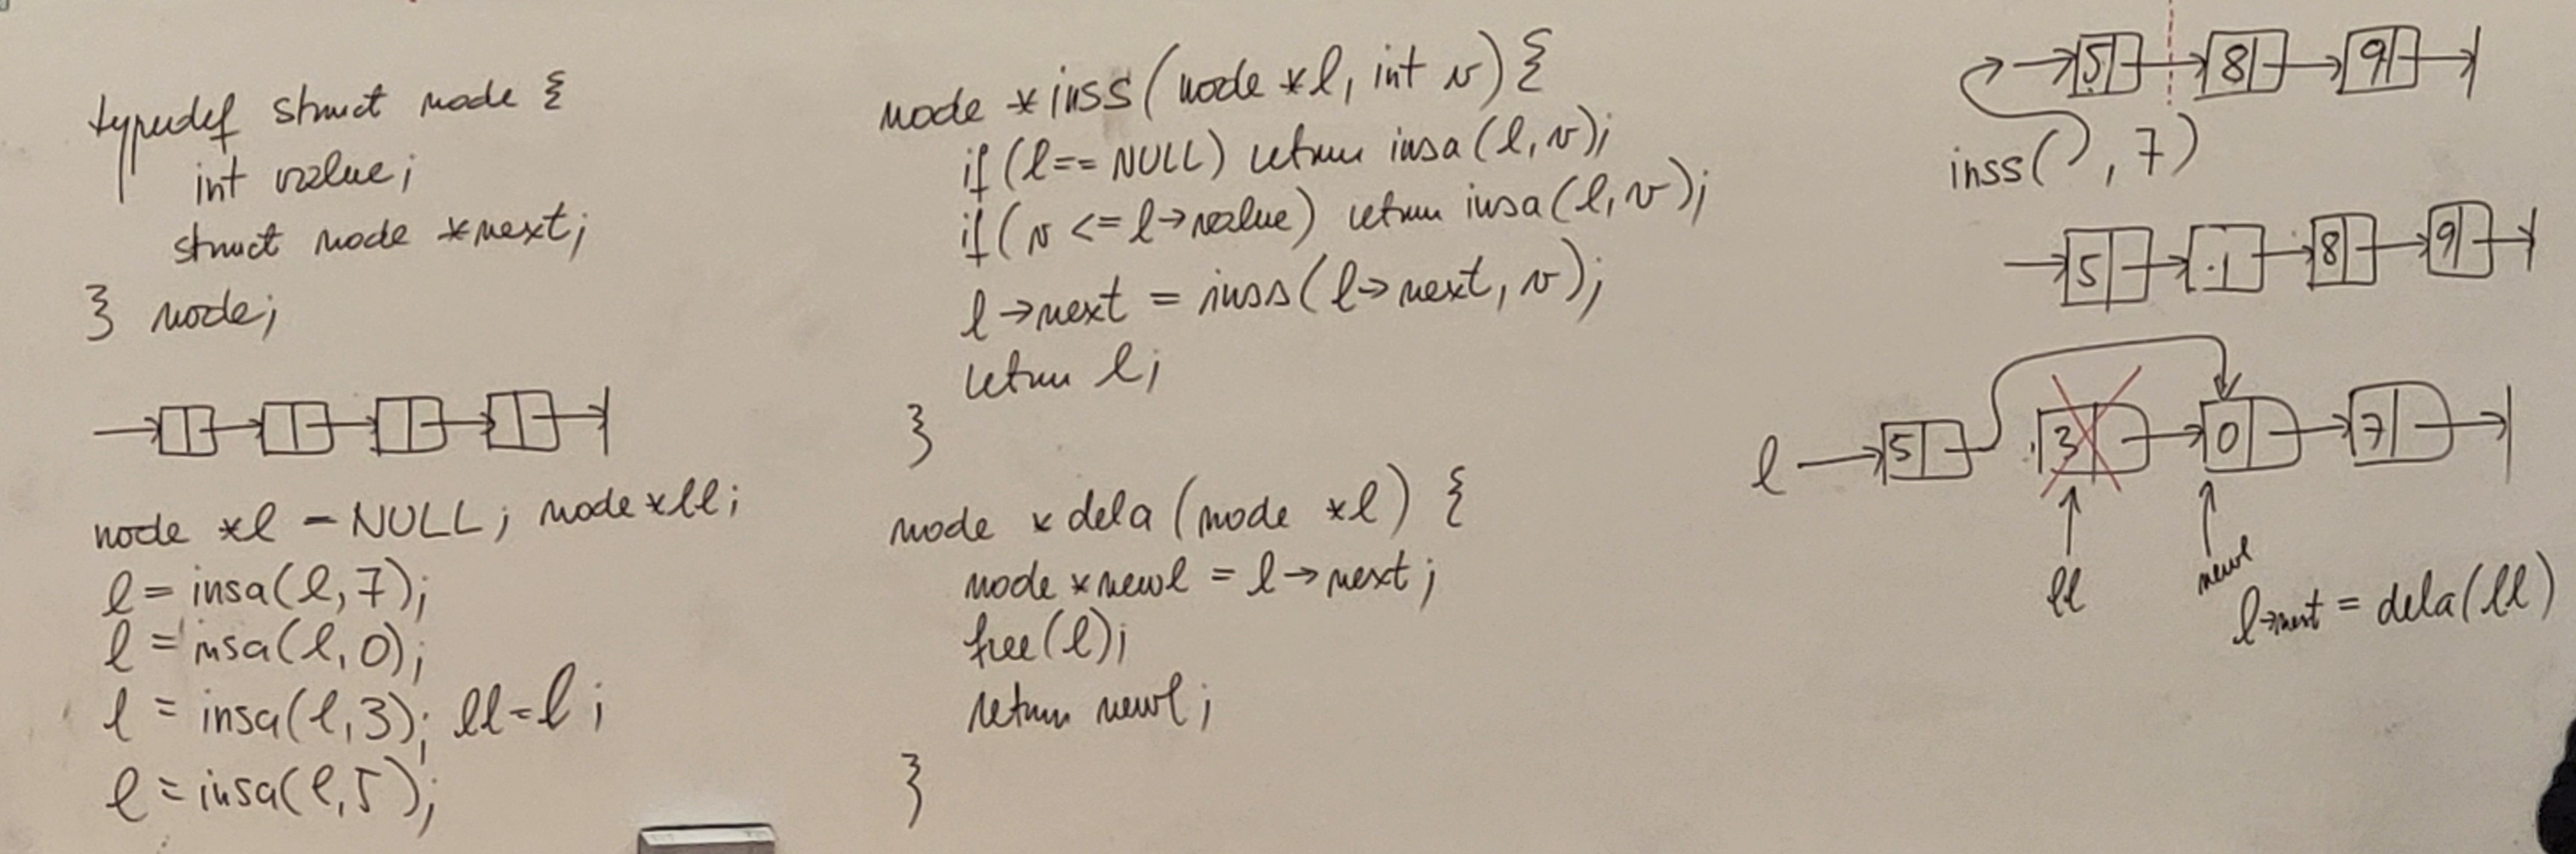 typedef struct node {
int value;
struct node *next;
} node;
node *l = NULL; node *ll;
l = insa(l,7);
l = insa(l,0);
l = insa(l,3); ll=l;
l = insa(l,5);
node *inss(node *l, int v){
if(l==NULL) return insa(l,v);
if(v <= l->value) return insa(l,v);
l->next = inss(l->next, v);
return l;
}
node *dela(node *l) {
node *newl = l->next;
free(l);
return newl;
}
5 8 9
inss( , 7)
5 8 9
l 5 3 0 7
ll newl
l->next = dela(ll)